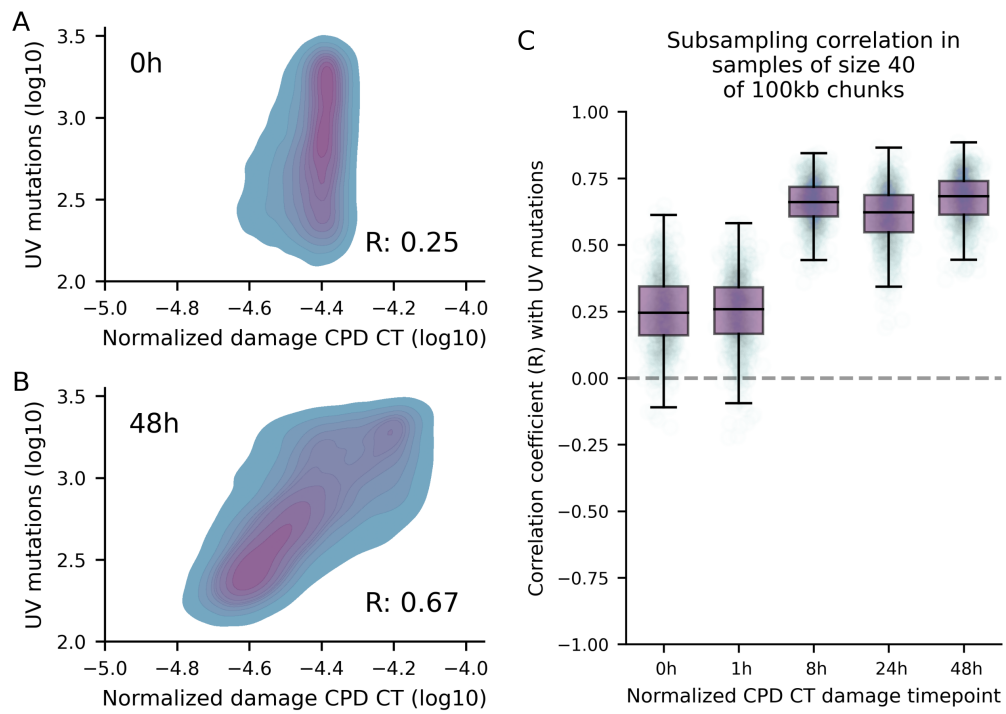 A
3.5
3.0
2.5
2.0
UV mutations (log10)
0h
R: 0.25
−5.0 −4.8 −4.6 −4.4 −4.2 −4.0
Normalized damage CPD CT (log10)
B
3.5
3.0
2.5
2.0
UV mutations (log10)
48h
R: 0.67
−5.0 −4.8 −4.6 −4.4 −4.2 −4.0
Normalized damage CPD CT (log10)
C
Subsampling correlation in
samples of size 40
of 100kb chunks
1.00
0.75
0.50
0.25
0.00
−0.25
−0.50
−0.75
−1.00
Correlation coefficient (R) with UV mutations
0h 1h 8h 24h 48h
Normalized CPD CT damage timepoint